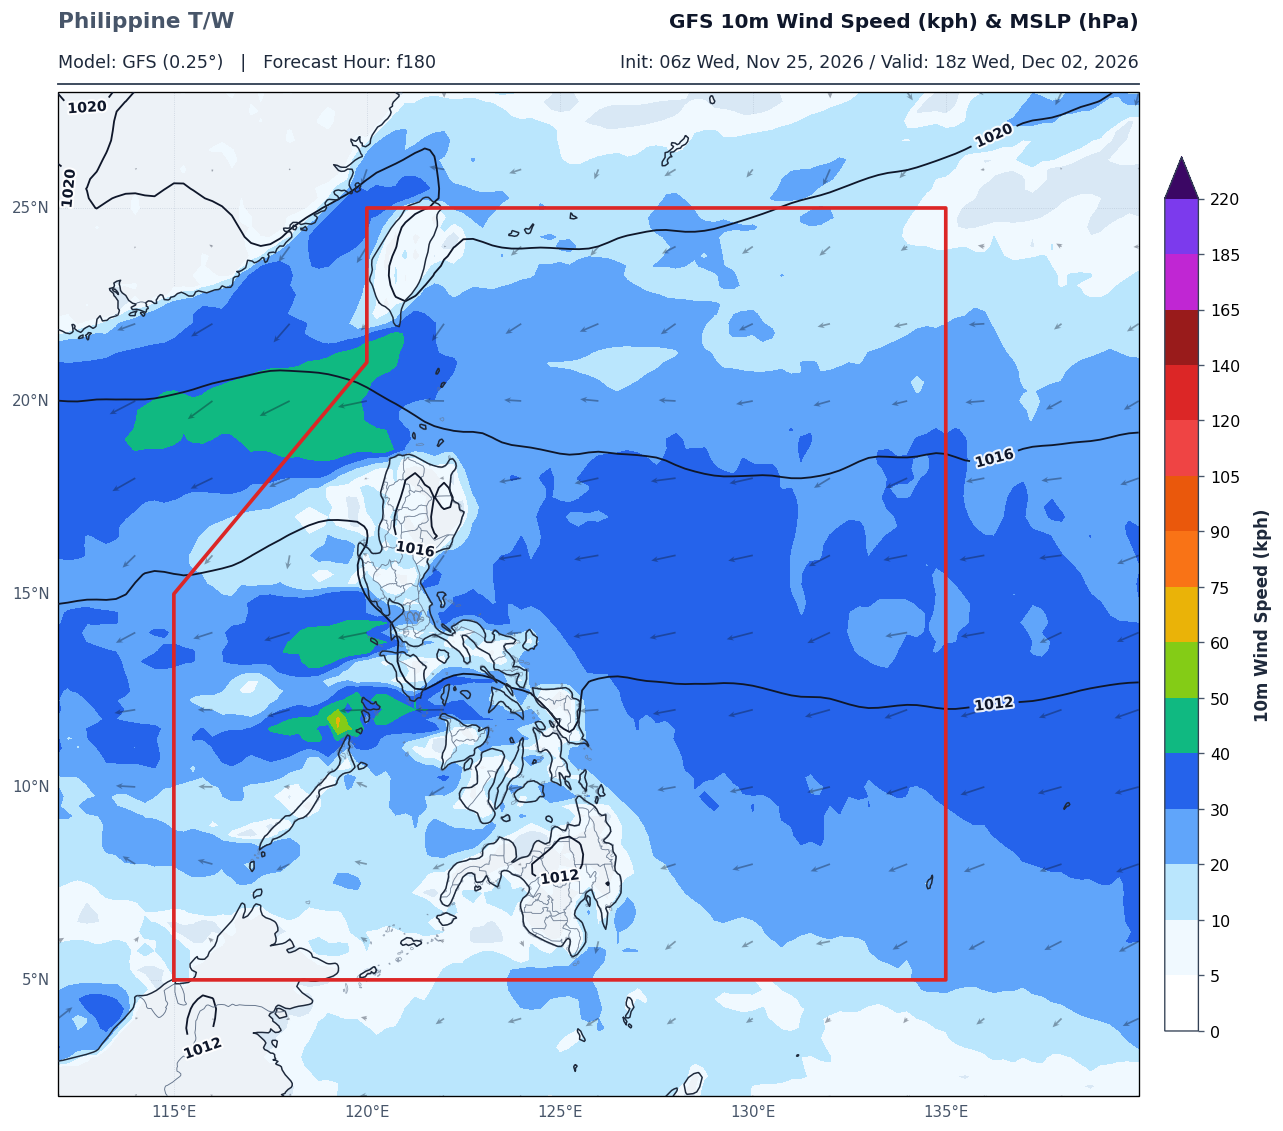 Philippine T/W
GFS 10m Wind Speed (kph) & MSLP (hPa)
Model: GFS (0.25°)   |   Forecast Hour: f180
Init: 06z Wed, Nov 25, 2026 / Valid: 18z Wed, Dec 02, 2026
1020
1020
1020
1016
1016
1012
1012
1012
25°N
20°N
15°N
10°N
5°N
115°E
120°E
125°E
130°E
135°E
220
185
165
140
120
105
90
75
60
50
40
30
20
10
5
0
10m Wind Speed (kph)